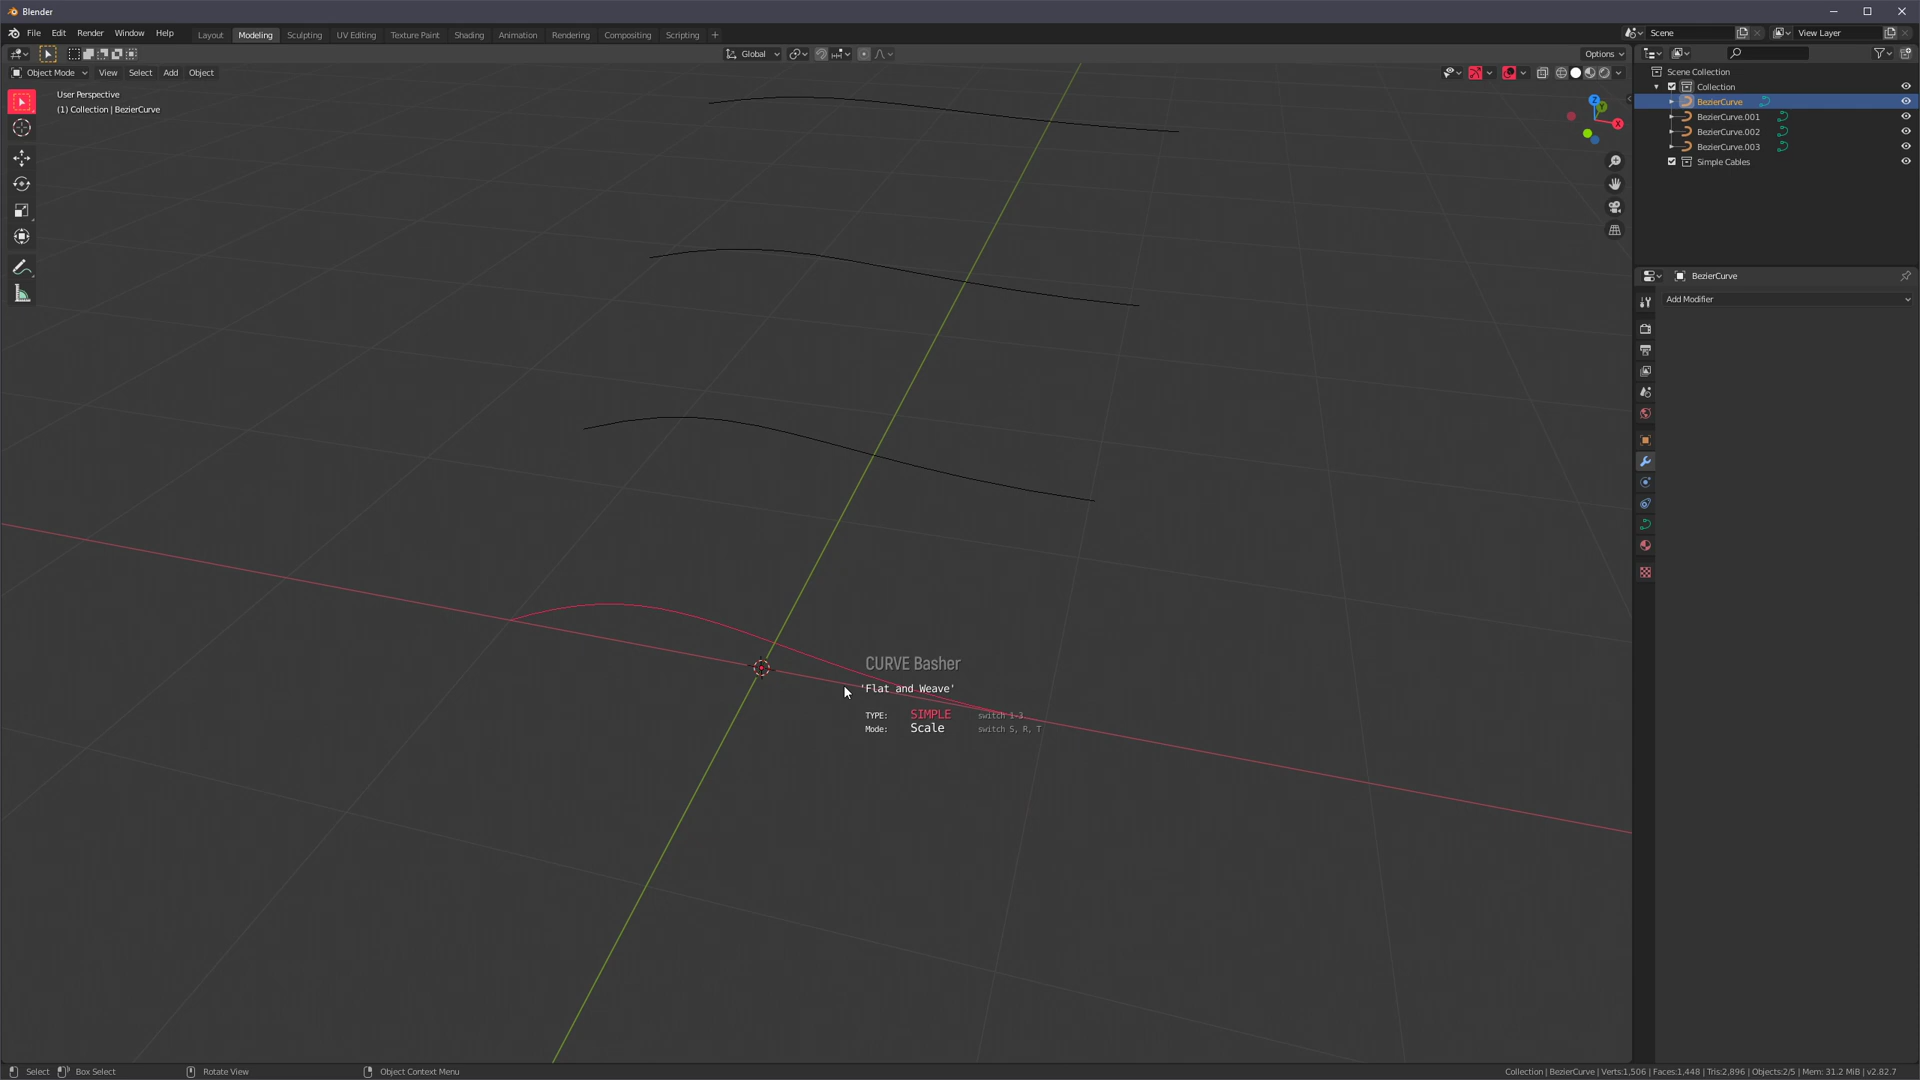 Blender
File Edit Render Window Help
Layout Modeling Sculpting UV Editing Texture Paint Shading Animation Rendering Compositing Scripting +
Scene
View Layer
Global
Options
Object Mode View Select Add Object
User Perspective
(1) Collection | BezierCurve
Z
Y
X
Scene Collection
Collection
BezierCurve
BezierCurve.001
BezierCurve.002
BezierCurve.003
Simple Cables
BezierCurve
Add Modifier
CURVE Basher
'Flat and Weave'
TYPE: SIMPLE switch 1-3
Mode: Scale switch S, R, T
Select Box Select Rotate View Object Context Menu
Collection | BezierCurve | Verts:1,506 | Faces:1,448 | Tris:2,896 | Objects:2/5 | Mem: 31.2 MiB | v2.82.7